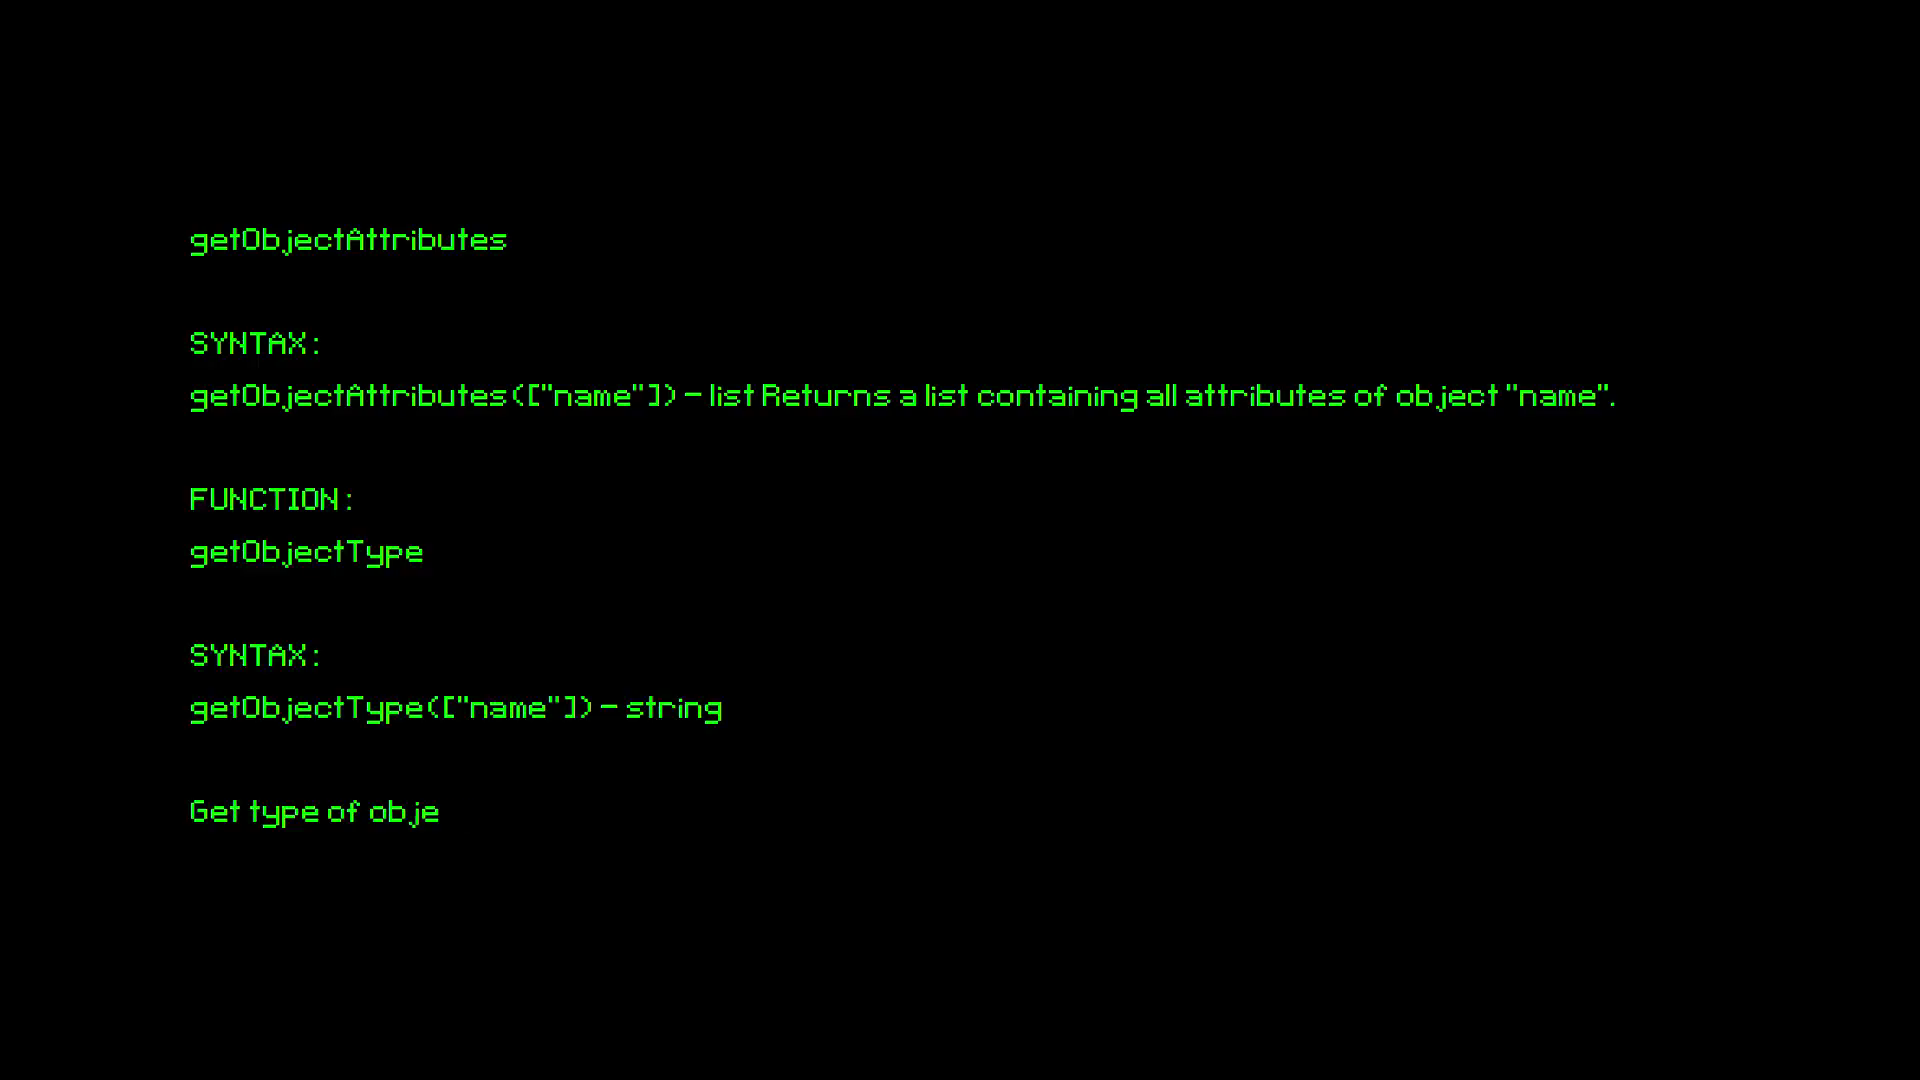 getObjectAttributes
SYNTAX:
getObjectAttributes(["name"]) - list Returns a list containing all attributes of object "name".
FUNCTION:
getObjectType
SYNTAX:
getObjectType(["name"]) - string
Get type of obje